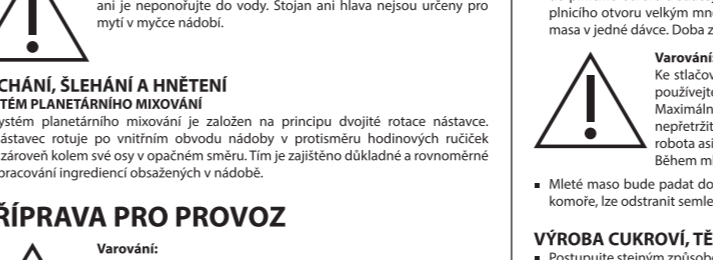 ani je neponořujte do vody. Stojan ani hlava nejsou určeny pro
mytí v myčce nádobí.
CHÁNÍ, ŠLEHÁNÍ A HNĚTENÍ
TÉM PLANETÁRNÍHO MIXOVÁNÍ
ystém planetárního mixování je založen na principu dvojité rotace nástavce.
ástavec rotuje po vnitřním obvodu nádoby v protisměru hodinových ručiček
zároveň kolem své osy v opačném směru. Tím je zajištěno důkladné a rovnoměrné
pracování ingrediencí obsažených v nádobě.
ŘÍPRAVA PRO PROVOZ
Varování:
plnicího otvoru velkým mno
masa v jedné dávce. Doba z
Varování:
Ke stlačov
používejte
Maximáln
nepřetržit
robota asi
Během ml
▪ Mleté maso bude padat do
komoře, lze odstranit semle
VÝROBA CUKROVÍ, TĚ
▪ Postupujte stejným způsobe